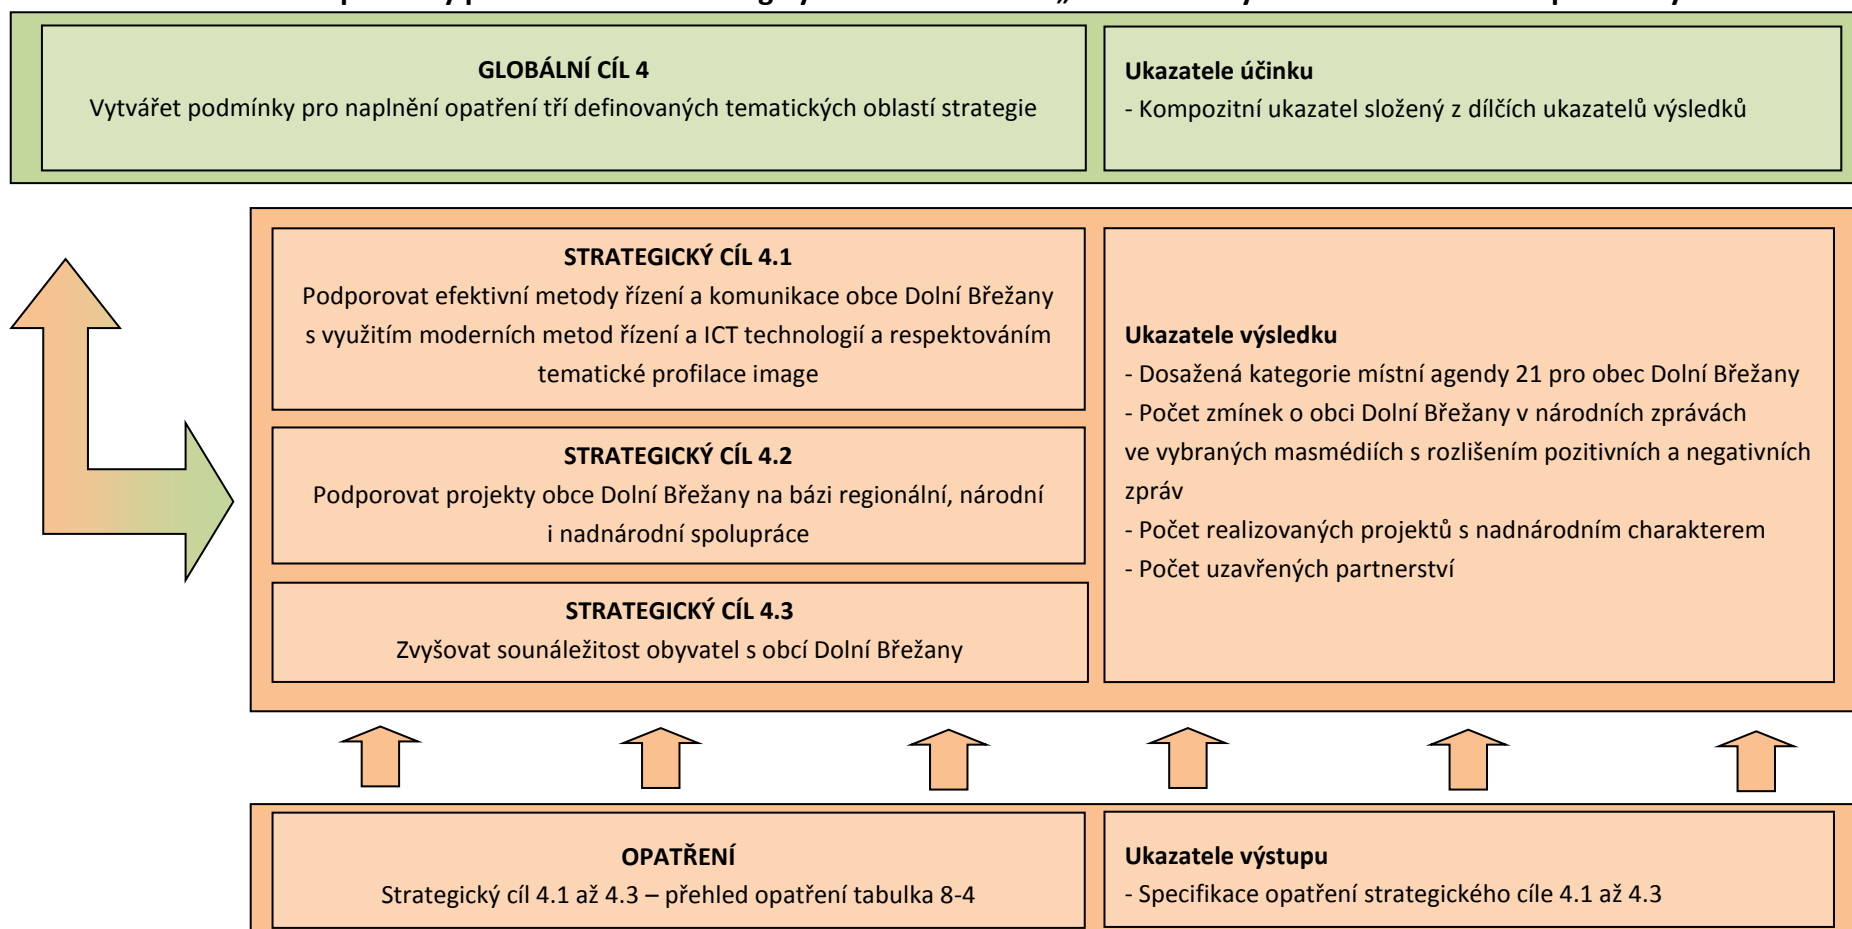 GLOBÁLNÍ CÍL 4
Vytvářet podmínky pro naplnění opatření tří definovaných tematických oblastí strategie
Ukazatele účinku
- Kompozitní ukazatel složený z dílčích ukazatelů výsledků
STRATEGICKÝ CÍL 4.1
Podporovat efektivní metody řízení a komunikace obce Dolní Břežany
s využitím moderních metod řízení a ICT technologií a respektováním
tematické profilace image
STRATEGICKÝ CÍL 4.2
Podporovat projekty obce Dolní Břežany na bázi regionální, národní
i nadnárodní spolupráce
STRATEGICKÝ CÍL 4.3
Zvyšovat sounáležitost obyvatel s obcí Dolní Břežany
Ukazatele výsledku
- Dosažená kategorie místní agendy 21 pro obec Dolní Břežany
- Počet zmínek o obci Dolní Břežany v národních zprávách
ve vybraných masmédiích s rozlišením pozitivních a negativních
zpráv
- Počet realizovaných projektů s nadnárodním charakterem
- Počet uzavřených partnerství
OPATŘENÍ
Strategický cíl 4.1 až 4.3 – přehled opatření tabulka 8-4
Ukazatele výstupu
- Specifikace opatření strategického cíle 4.1 až 4.3